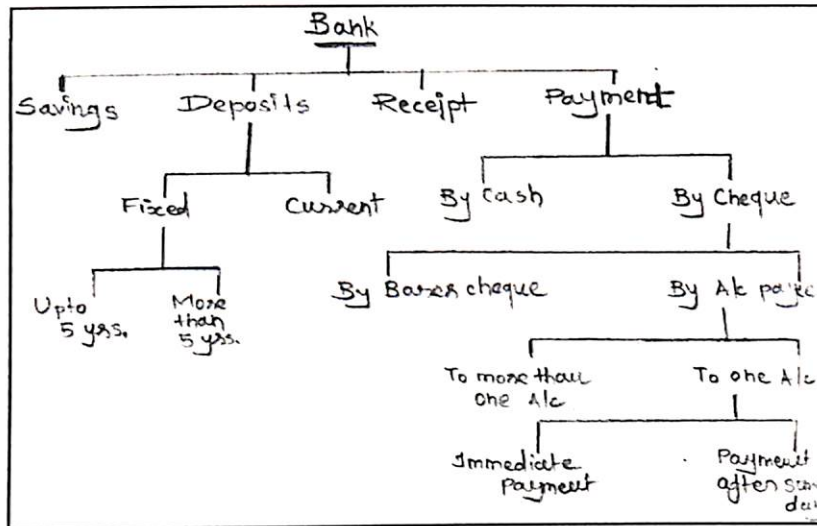 Bank
Savings Deposits Receipt Payment
Fixed Current By Cash By Cheque
By Barer cheque By A/c payee
Upto
5 yrs.
More
than
5 yrs.
To more than
one A/c
To one A/c
Immediate
payment
Payment
after